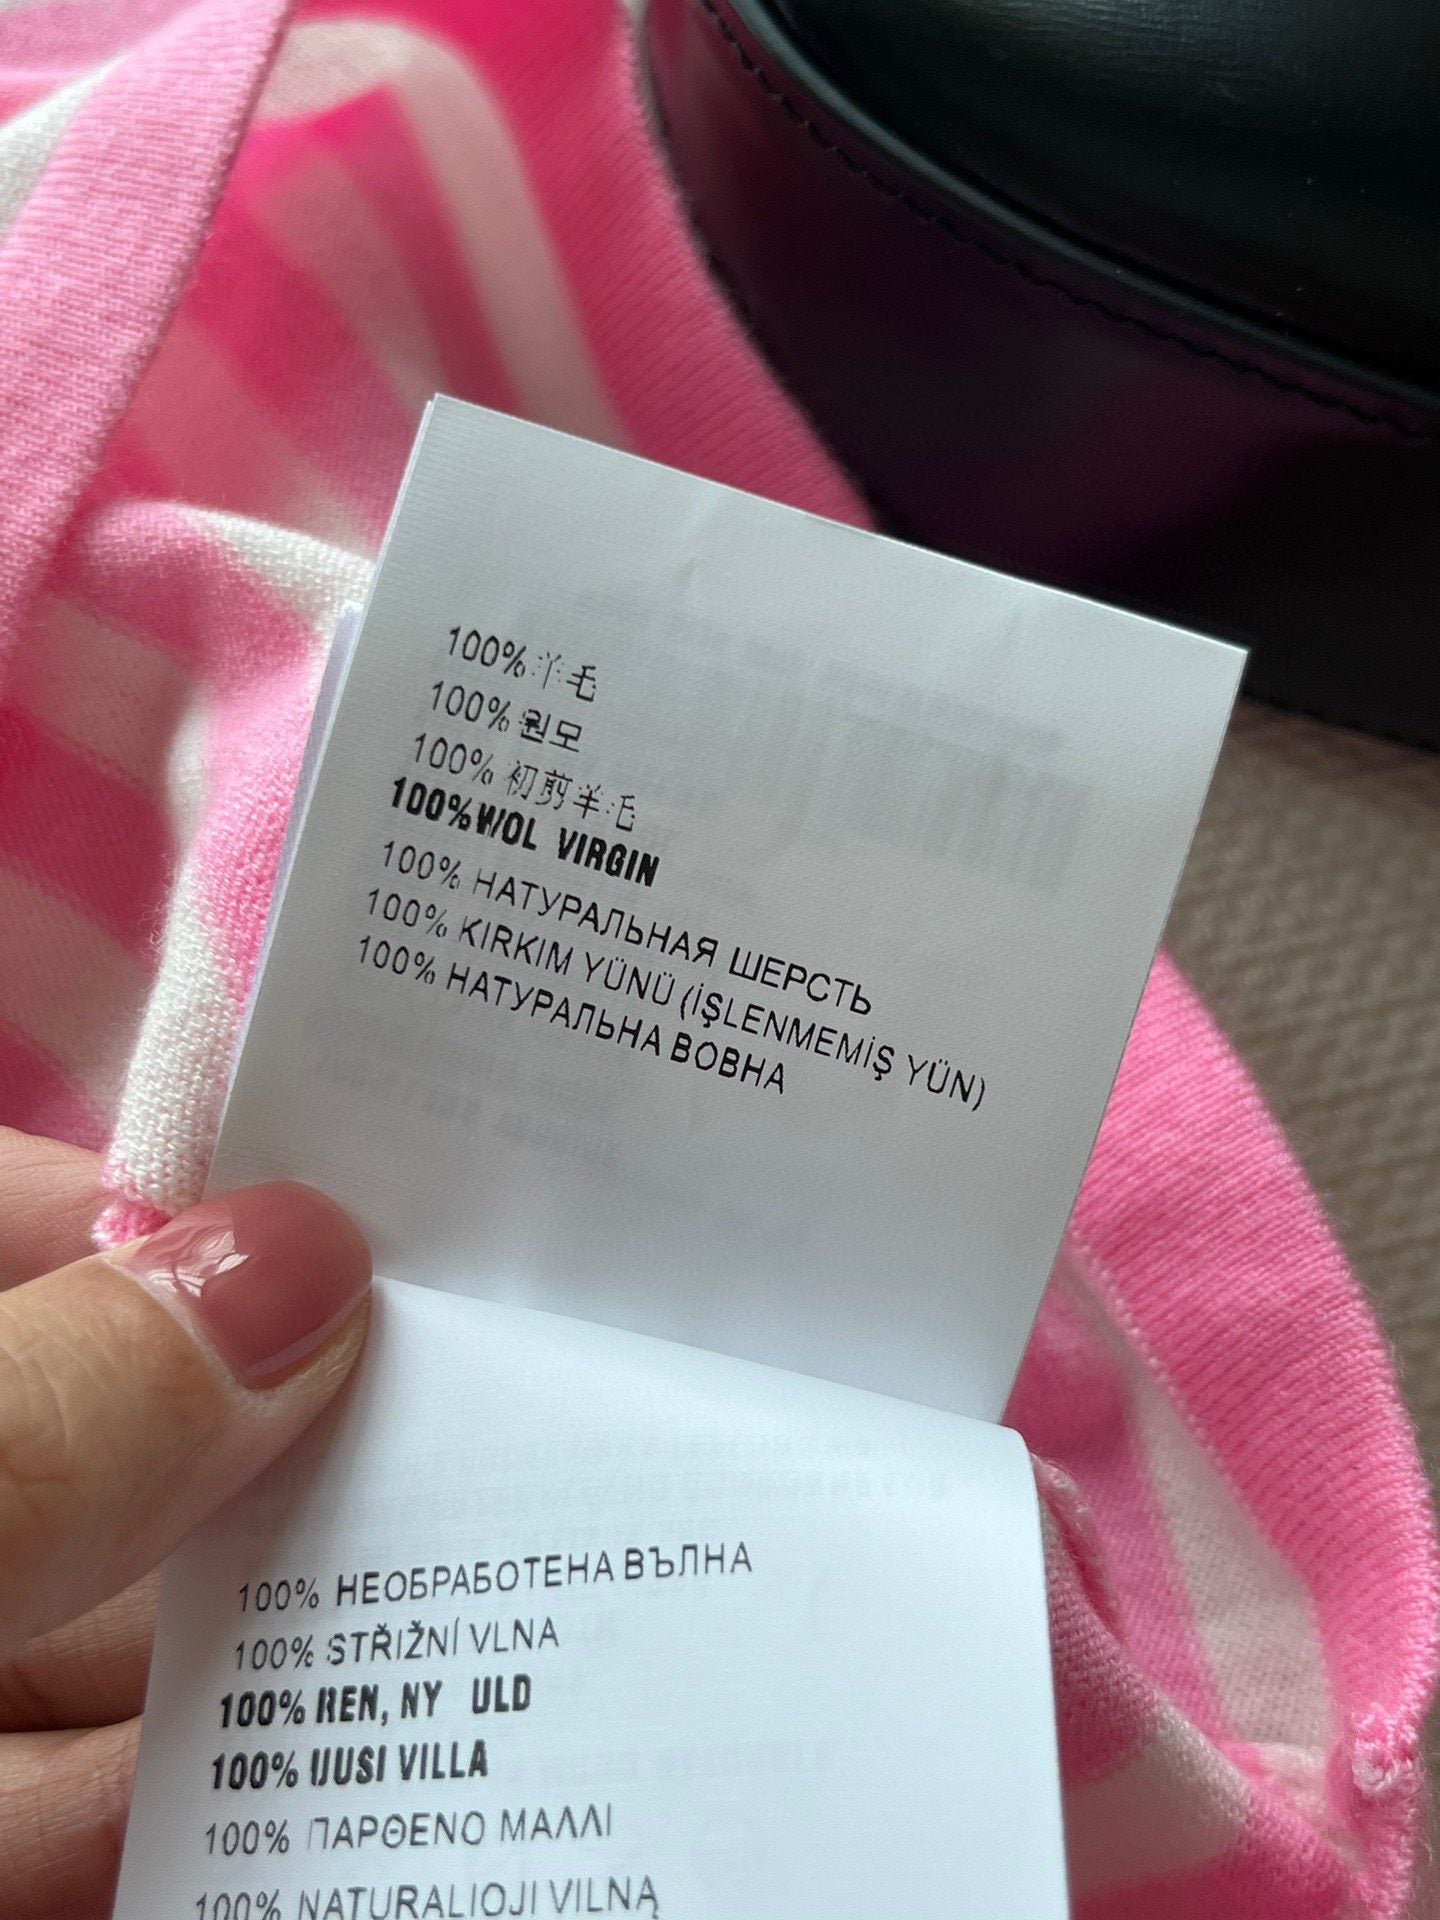 100% 羊毛
100% 원모
100% 初剪羊毛
100% WOL VIRGIN
100% НАТУРАЛЬНАЯ ШЕРСТЬ
100% KIRKIM YÜNÜ (İŞLENMEMİŞ YÜN)
100% НАТУРАЛЬНА ВОВНА
100% НЕОБРАБОТЕНА ВЪЛНА
100% STŘIŽNÍ VLNA
100% REN, NY ULD
100% UUSI VILLA
100% ΠΑΡΘΕΝΟ ΜΑΛΛΙ
100% NATURALIOJI VILNĄ